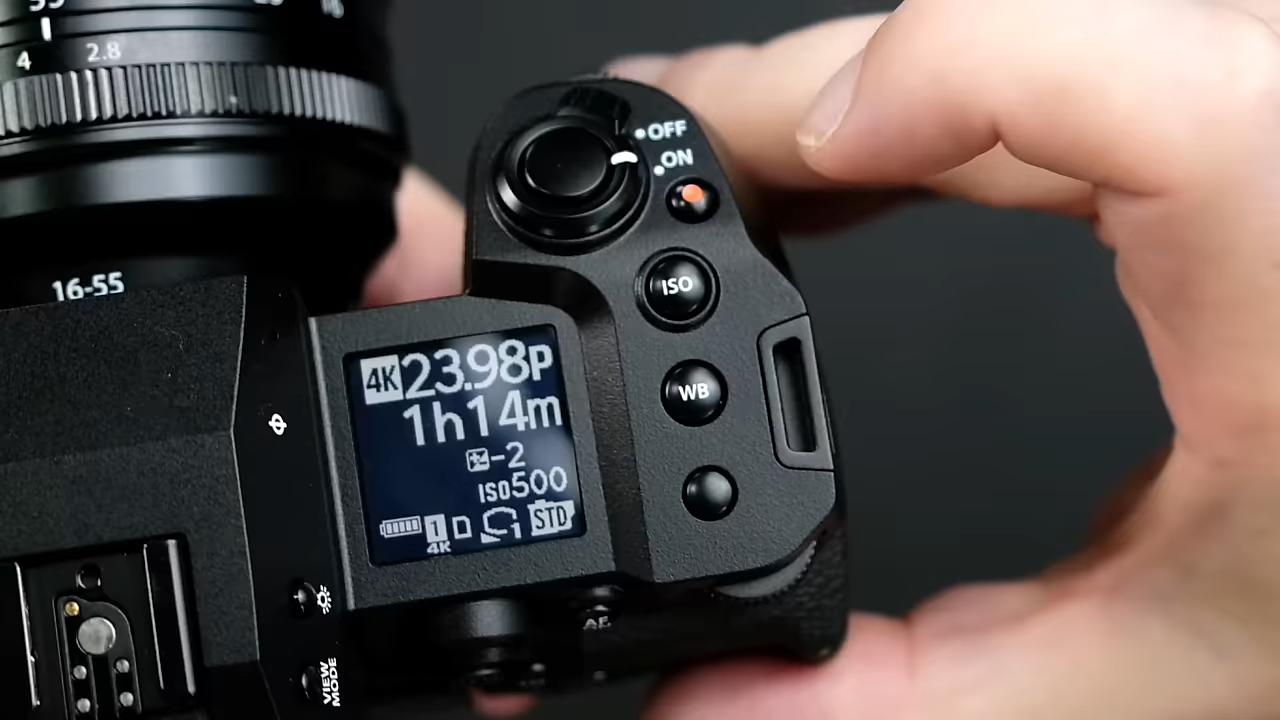 4 2.8
16-55
OFF
ON
ISO
WB
4K 23.98P
1h14m
-2
ISO500
1
4K
STD
AF
VIEW
MODE